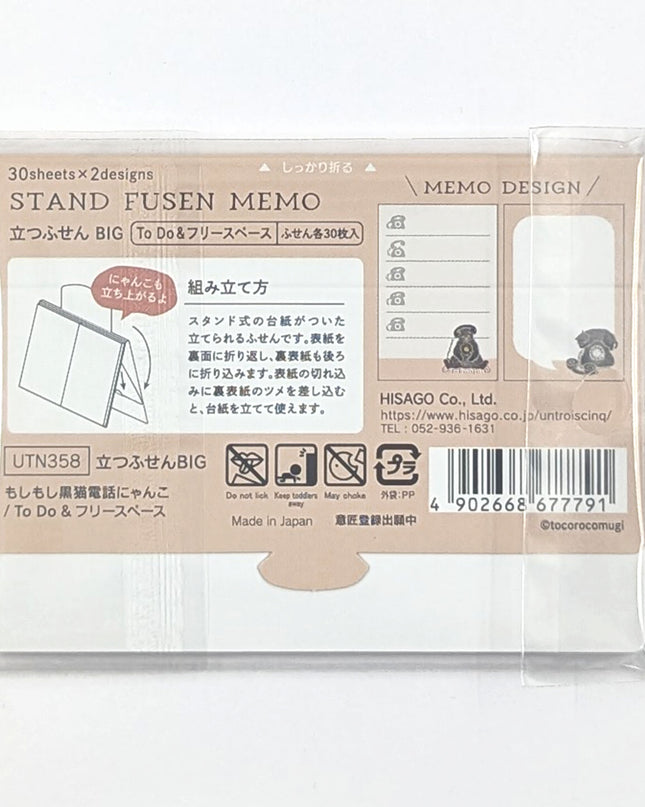 30sheets×2designs
▲ しっかり折る ▲
STAND FUSEN MEMO
立つふせん BIG To Do&フリースペース ふせん各30枚入
\ MEMO DESIGN /
にゃんこも
立ち上がるよ
組み立て方
スタンド式の台紙がついた
立てられるふせんです。表紙を
裏面に折り返し、裏表紙も後ろ
に折り込みます。表紙の切れ込
みに裏表紙のツメを差し込む
と、台紙を立てて使えます。
HISAGO Co., Ltd.
https://www.hisago.co.jp/untroiscinq/
TEL : 052-936-1631
UTN358 立つふせんBIG
もしもし黒猫電話にゃんこ
/ To Do & フリースペース
Do not lick
Keep toddlers
away
May choke
プラ
外袋:PP
Made in Japan 意匠登録出願中
4 902668 677791
©tocorocomugi